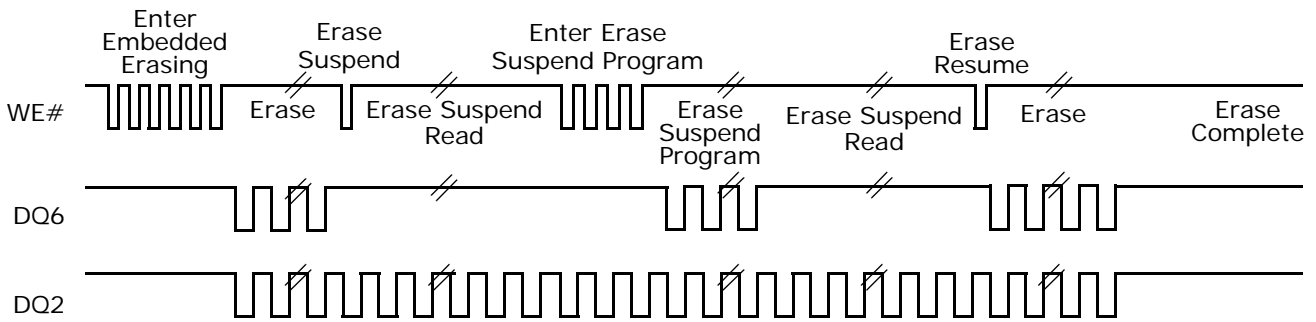 Enter
Embedded
Erasing
Erase
Suspend
Enter Erase
Suspend Program
Erase
Resume
WE#
Erase
Erase Suspend
Read
Erase
Suspend
Program
Erase Suspend
Read
Erase
Erase
Complete
DQ6
DQ2